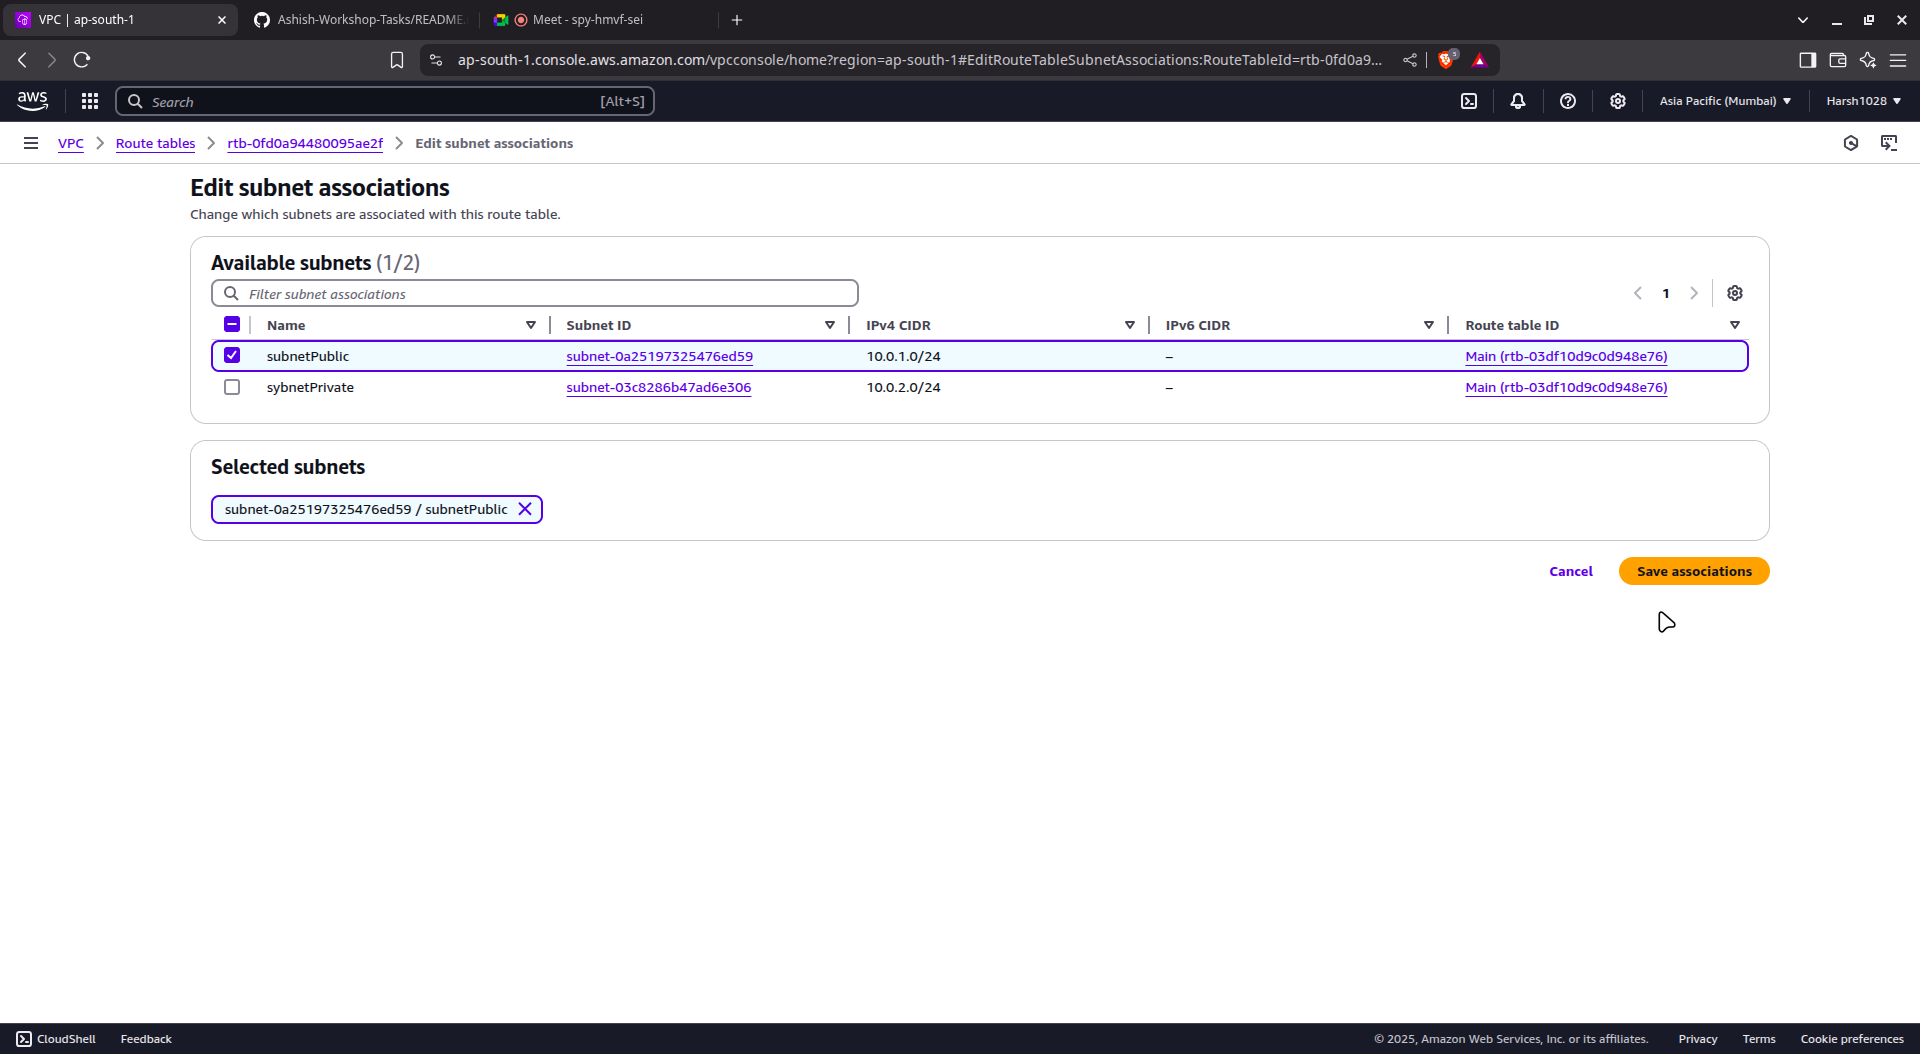 VPC | ap-south-1
Ashish-Workshop-Tasks/README.
Meet - spy-hmvf-sei
ap-south-1.console.aws.amazon.com/vpcconsole/home?region=ap-south-1#EditRouteTableSubnetAssociations:RouteTableId=rtb-0fd0a9...
5
aws
Search
[Alt+S]
Asia Pacific (Mumbai)
Harsh1028
VPC
Route tables
rtb-0fd0a94480095ae2f
Edit subnet associations
Edit subnet associations
Change which subnets are associated with this route table.
Available subnets (1/2)
Filter subnet associations
1
Name Subnet ID IPv4 CIDR IPv6 CIDR Route table ID
subnetPublic subnet-0a25197325476ed59 10.0.1.0/24 – Main (rtb-03df10d9c0d948e76)
sybnetPrivate subnet-03c8286b47ad6e306 10.0.2.0/24 – Main (rtb-03df10d9c0d948e76)
Selected subnets
subnet-0a25197325476ed59 / subnetPublic
Cancel
Save associations
CloudShell
Feedback
© 2025, Amazon Web Services, Inc. or its affiliates.
Privacy
Terms
Cookie preferences